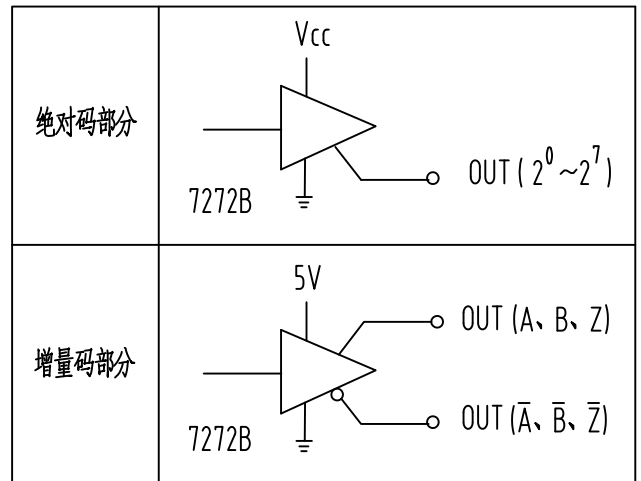 Vcc
绝对码部分
OUT ( 2⁰ ~ 2⁷ )
7272B
5V
OUT (A、B、Z)
增量码部分
OUT (A̅、B̅、Z̅)
7272B